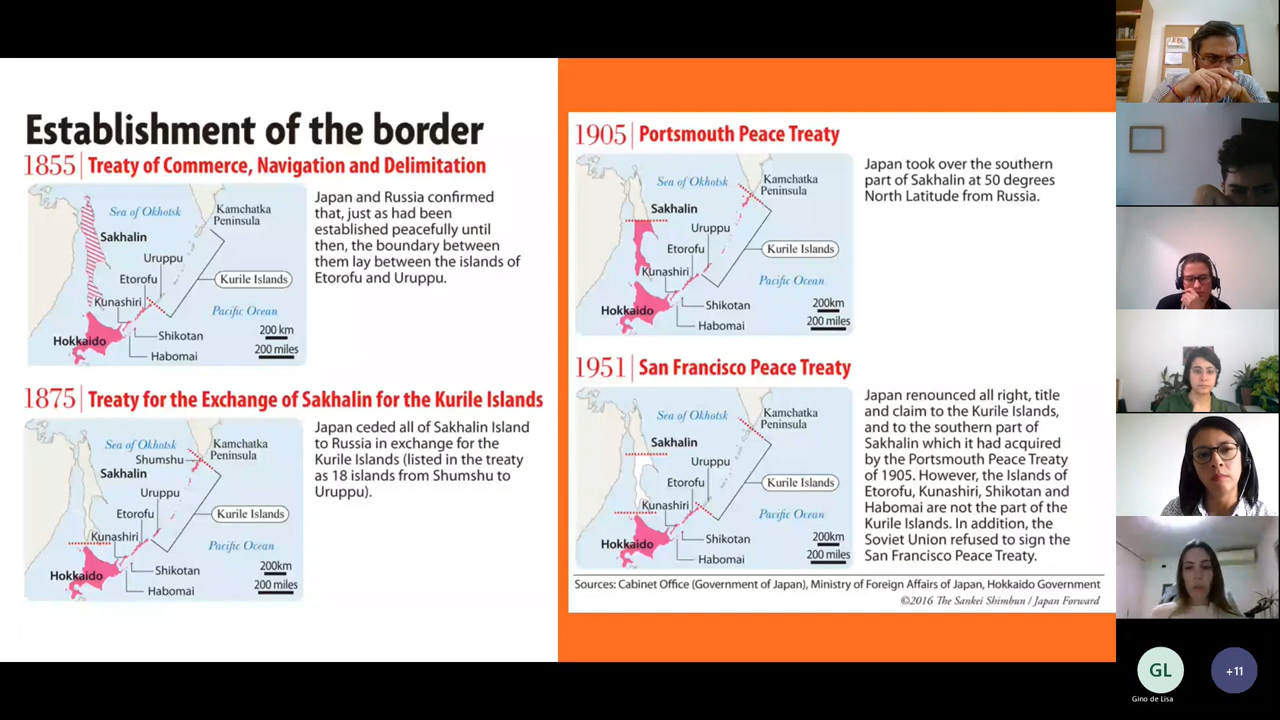 Establishment of the border
1855 Treaty of Commerce, Navigation and Delimitation
Sea of Okhotsk
Kamchatka
Peninsula
Sakhalin
Uruppu
Etorofu
Kurile Islands
Kunashiri
Pacific Ocean
Shikotan
200 km
Hokkaido
200 miles
Habomai
Japan and Russia confirmed
that, just as had been
established peacefully until
then, the boundary between
them lay between the islands of
Etorofu and Uruppu.
1875 Treaty for the Exchange of Sakhalin for the Kurile Islands
Sea of Okhotsk
Kamchatka
Peninsula
Shumshu
Sakhalin
Uruppu
Etorofu
Kurile Islands
Kunashiri
Pacific Ocean
200km
Hokkaido
Shikotan
200 miles
Habomai
Japan ceded all of Sakhalin Island
to Russia in exchange for the
Kurile Islands (listed in the treaty
as 18 islands from Shumshu to
Uruppu).
1905 Portsmouth Peace Treaty
Sea of Okhotsk
Kamchatka
Peninsula
Sakhalin
Uruppu
Etorofu
Kurile Islands
Kunashiri
Pacific Ocean
Shikotan
200km
Hokkaido
200 miles
Habomai
Japan took over the southern
part of Sakhalin at 50 degrees
North Latitude from Russia.
1951 San Francisco Peace Treaty
Sea of Okhotsk
Kamchatka
Peninsula
Sakhalin
Uruppu
Etorofu
Kurile Islands
Kunashiri
Pacific Ocean
Shikotan
200km
Hokkaido
200 miles
Habomai
Japan renounced all right, title
and claim to the Kurile Islands,
and to the southern part of
Sakhalin which it had acquired
by the Portsmouth Peace Treaty
of 1905. However, the Islands of
Etorofu, Kunashiri, Shikotan and
Habomai are not the part of the
Kurile Islands. In addition, the
Soviet Union refused to sign the
San Francisco Peace Treaty.
Sources: Cabinet Office (Government of Japan), Ministry of Foreign Affairs of Japan, Hokkaido Government
©2016 The Sankei Shimbun / Japan Forward
GL
Gino de Lisa
+11